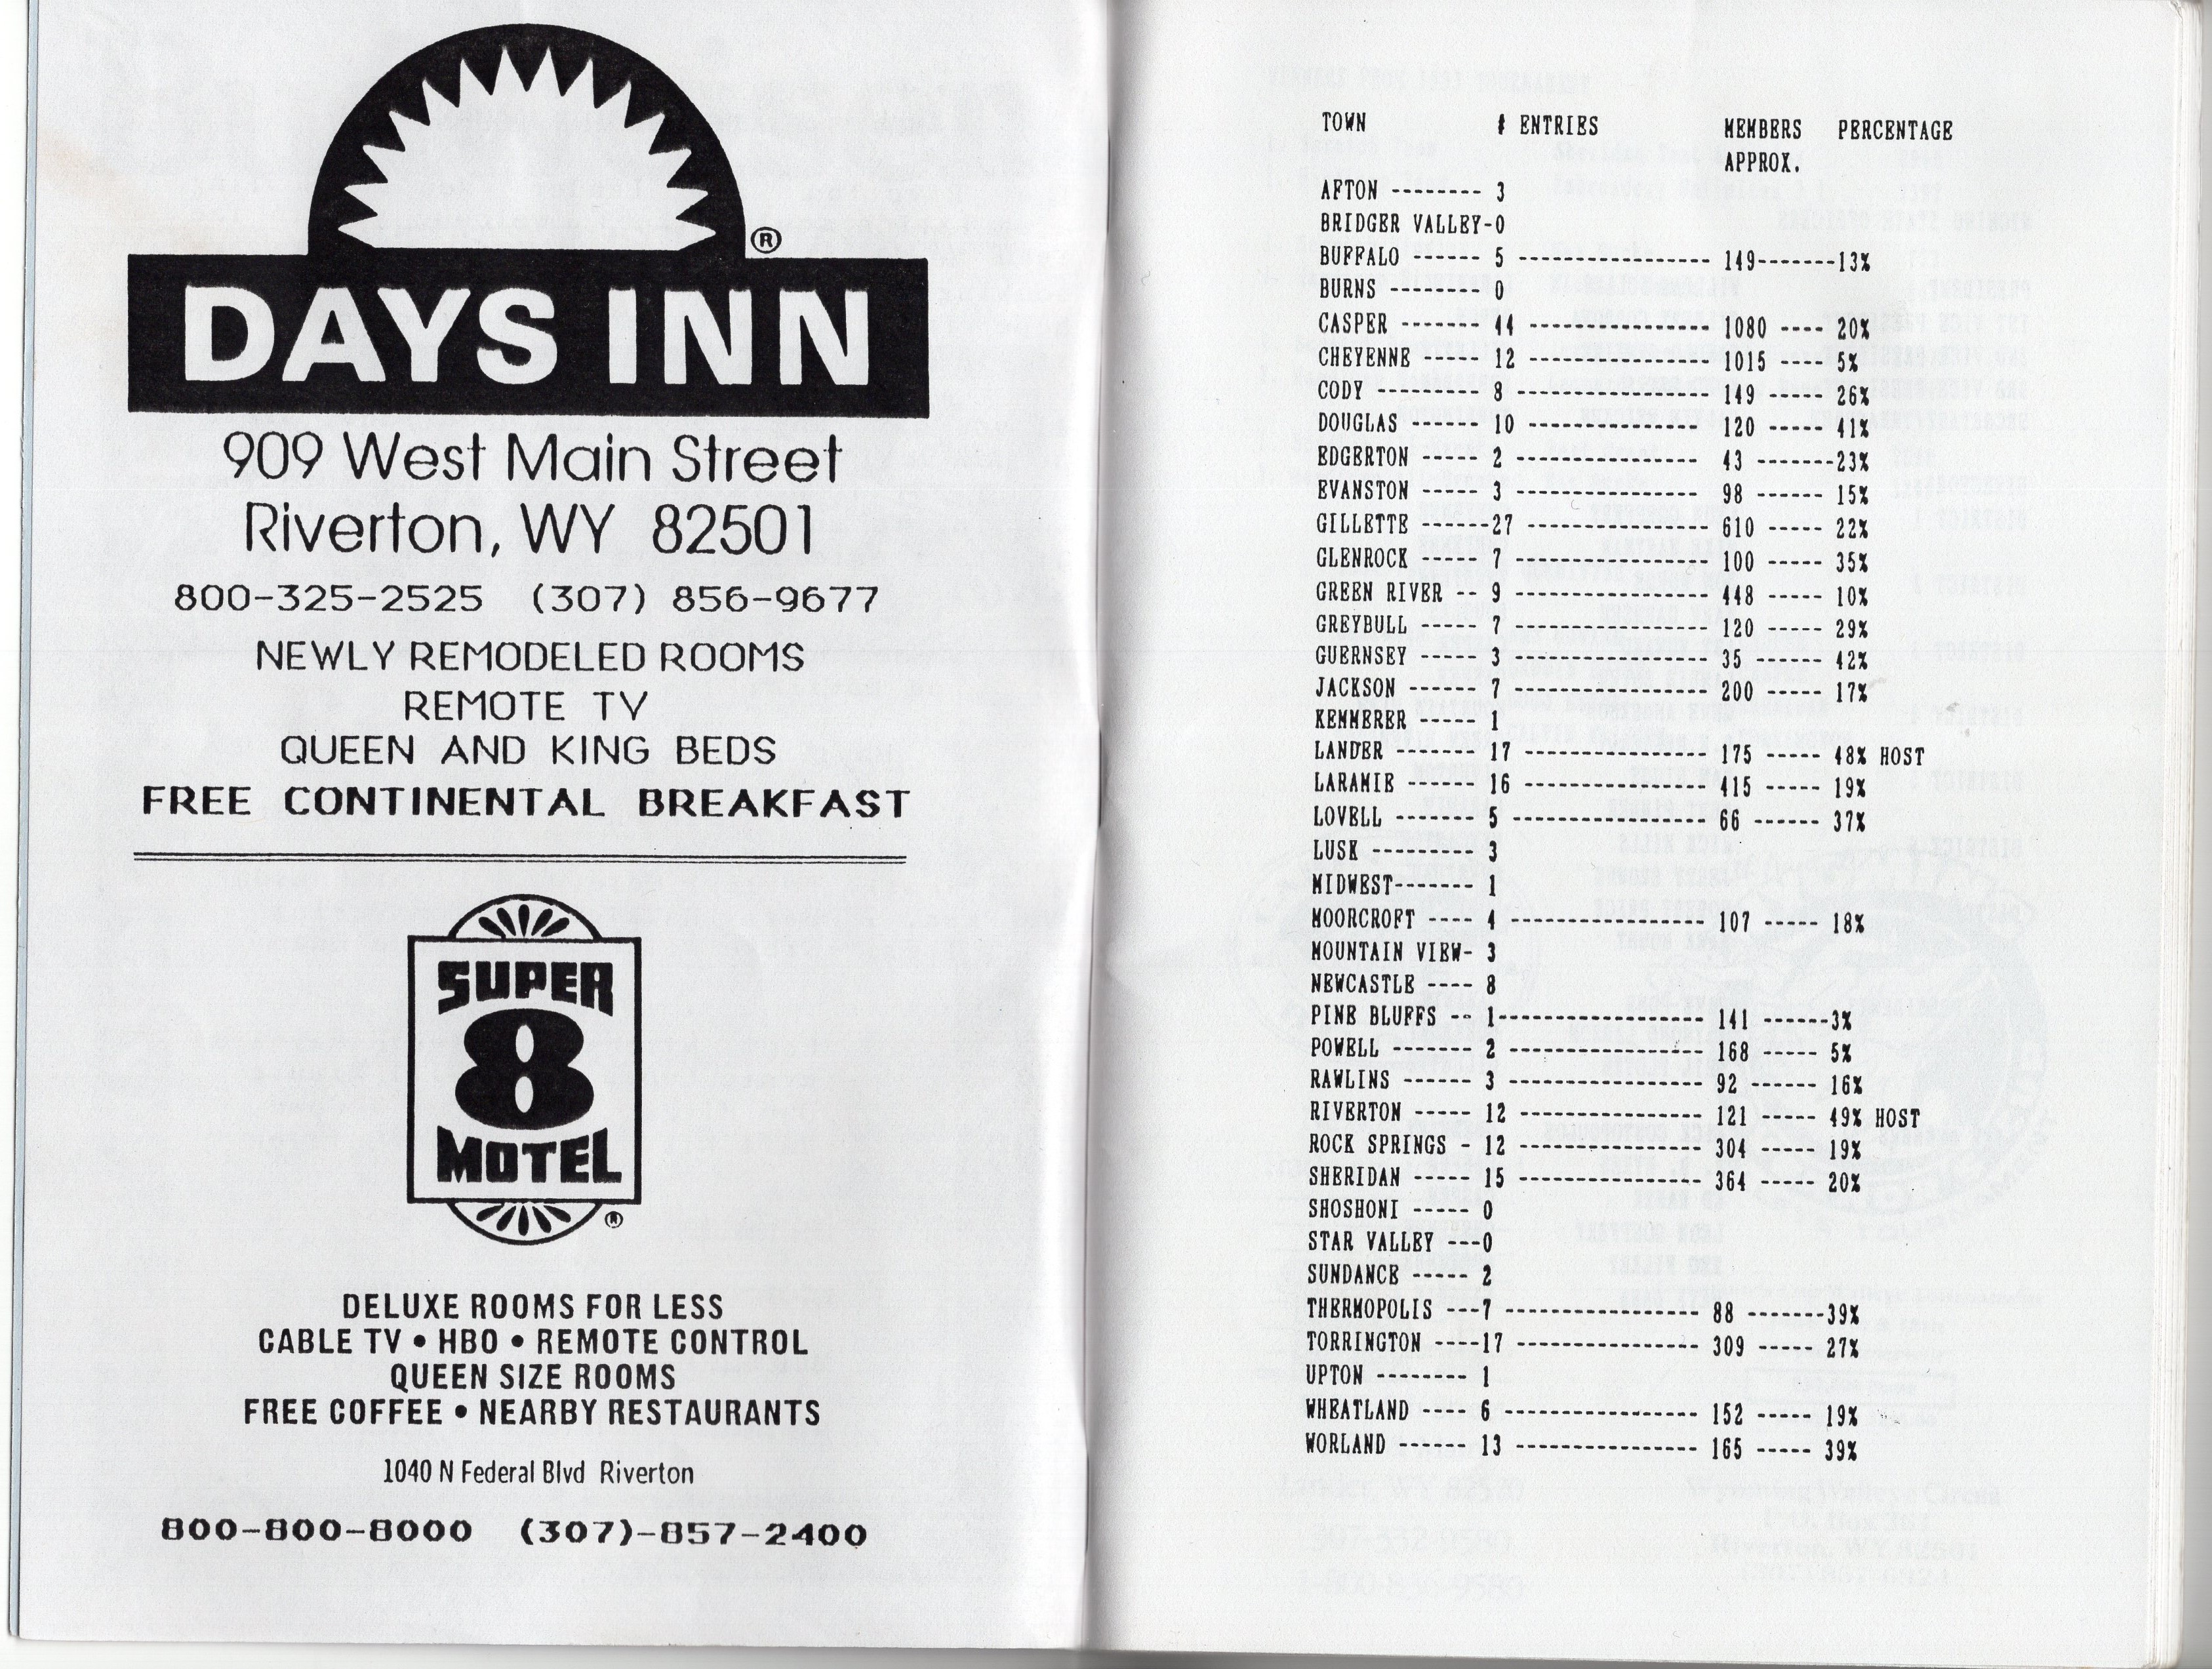 ®
DAYS INN
909 West Main Street
Riverton, WY 82501
800-325-2525 (307) 856-9677
NEWLY REMODELED ROOMS
REMOTE TV
QUEEN AND KING BEDS
FREE CONTINENTAL BREAKFAST
SUPER
8
MOTEL
®
DELUXE ROOMS FOR LESS
CABLE TV • HBO • REMOTE CONTROL
QUEEN SIZE ROOMS
FREE COFFEE • NEARBY RESTAURANTS
1040 N Federal Blvd Riverton
800-800-8000 (307)-857-2400
TOWN # ENTRIES MEMBERS PERCENTAGE
APPROX.
AFTON -------- 3
BRIDGER VALLEY-0
BUFFALO ------ 5 ----------------- 149-------13%
BURNS -------- 0
CASPER ------- 44 ---------------- 1080 ---- 20%
CHEYENNE ----- 12 ---------------- 1015 ---- 5%
CODY --------- 8 ----------------- 149 ----- 26%
DOUGLAS ------ 10 --------------- 120 ----- 41%
EDGERTON ----- 2 ---------------- 43 -------23%
EVANSTON ----- 3 ---------------- 98 ------ 15%
GILLETTE ------27 ---------------- 610 ----- 22%
GLENROCK ----- 7 ----------------- 100 ----- 35%
GREEN RIVER -- 9 ----------------- 448 ----- 10%
GREYBULL ----- 7 ----------------- 120 ----- 29%
GUERNSEY ----- 3 ----------------- 35 ------ 42%
JACKSON ------ 7 ----------------- 200 ----- 17%
KEMMERER ----- 1
LANDER ------- 17 ---------------- 175 ----- 48% HOST
LARAMIE ------ 16 ---------------- 415 ----- 19%
LOVELL ------- 5 ----------------- 66 ------ 37%
LUSK --------- 3
MIDWEST------- 1
MOORCROFT ---- 4 ----------------- 107 ----- 18%
MOUNTAIN VIEW- 3
NEWCASTLE ---- 8
PINE BLUFFS -- 1------------------ 141 ------3%
POWELL ------- 2 ----------------- 168 ----- 5%
RAWLINS ------ 3 ----------------- 92 ------ 16%
RIVERTON ----- 12 ---------------- 121 ----- 49% HOST
ROCK SPRINGS - 12 ---------------- 304 ----- 19%
SHERIDAN ----- 15 ---------------- 364 ----- 20%
SHOSHONI ----- 0
STAR VALLEY ---0
SUNDANCE ----- 2
THERMOPOLIS ---7 ----------------- 88 -------39%
TORRINGTON ----17 ---------------- 309 ----- 27%
UPTON -------- 1
WHEATLAND ---- 6 ----------------- 152 ----- 19%
WORLAND ------ 13 ---------------- 165 ----- 39%